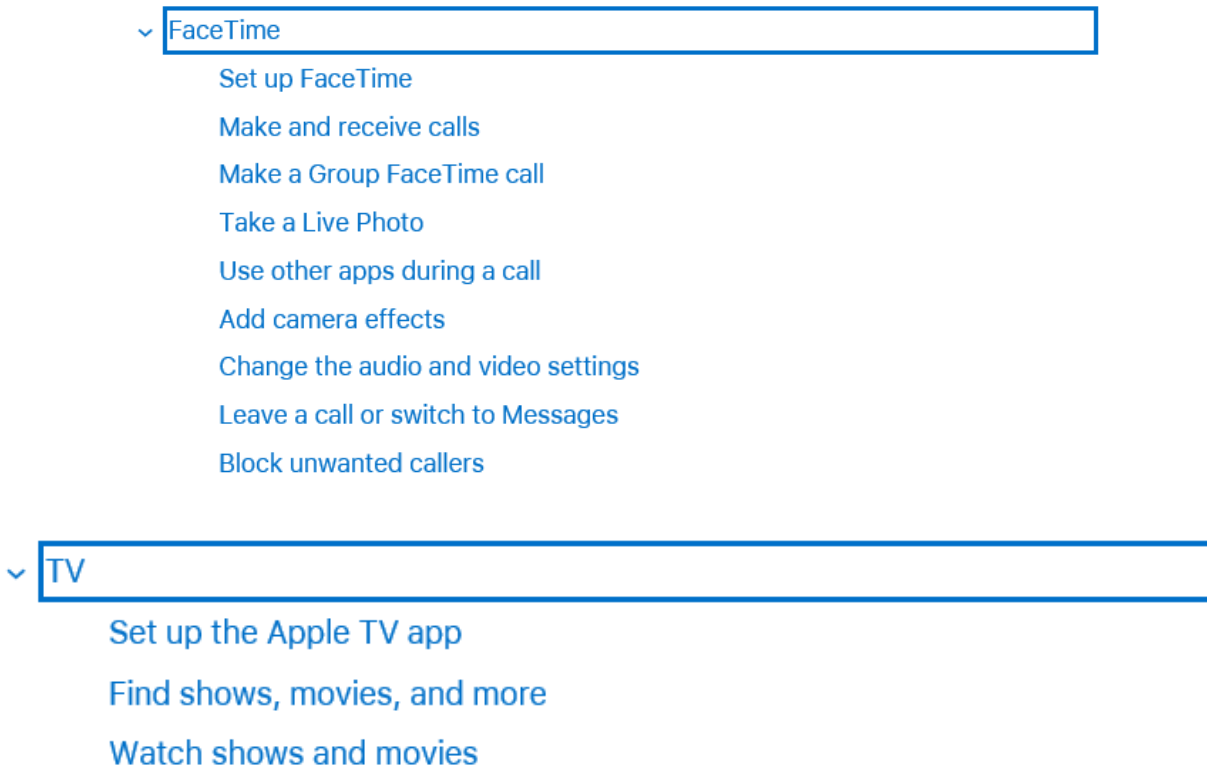 FaceTime
Set up FaceTime
Make and receive calls
Make a Group FaceTime call
Take a Live Photo
Use other apps during a call
Add camera effects
Change the audio and video settings
Leave a call or switch to Messages
Block unwanted callers
TV
Set up the Apple TV app
Find shows, movies, and more
Watch shows and movies